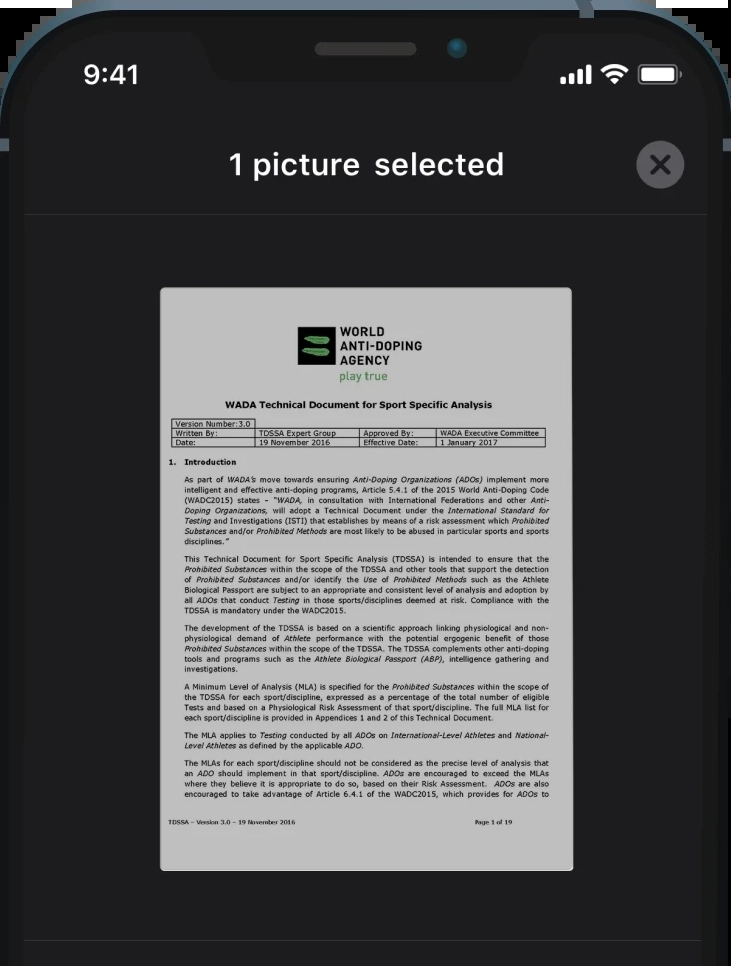 9:41
1 picture selected
WORLD
ANTI-DOPING
AGENCY
play true
WADA Technical Document for Sport Specific Analysis
Version Number:3.0
Written By: TDSSA Expert Group Approved By: WADA Executive Committee
Date: 19 November 2016 Effective Date: 1 January 2017
1. Introduction
As part of WADA's move towards ensuring Anti-Doping Organizations (ADOs) implement more
intelligent and effective anti-doping programs, Article 5.4.1 of the 2015 World Anti-Doping Code
(WADC2015) states – "WADA, in consultation with International Federations and other Anti-
Doping Organizations, will adopt a Technical Document under the International Standard for
Testing and Investigations (ISTI) that establishes by means of a risk assessment which Prohibited
Substances and/or Prohibited Methods are most likely to be abused in particular sports and sports
disciplines."
This Technical Document for Sport Specific Analysis (TDSSA) is intended to ensure that the
Prohibited Substances within the scope of the TDSSA and other tools that support the detection
of Prohibited Substances and/or identify the Use of Prohibited Methods such as the Athlete
Biological Passport are subject to an appropriate and consistent level of analysis and adoption by
all ADOs that conduct Testing in those sports/disciplines deemed at risk. Compliance with the
TDSSA is mandatory under the WADC2015.
The development of the TDSSA is based on a scientific approach linking physiological and non-
physiological demand of Athlete performance with the potential ergogenic benefit of those
Prohibited Substances within the scope of the TDSSA. The TDSSA complements other anti-doping
tools and programs such as the Athlete Biological Passport (ABP), intelligence gathering and
investigations.
A Minimum Level of Analysis (MLA) is specified for the Prohibited Substances within the scope of
the TDSSA for each sport/discipline, expressed as a percentage of the total number of eligible
Tests and based on a Physiological Risk Assessment of that sport/discipline. The full MLA list for
each sport/discipline is provided in Appendices 1 and 2 of this Technical Document.
The MLA applies to Testing conducted by all ADOs on International-Level Athletes and National-
Level Athletes as defined by the applicable ADO.
The MLAs for each sport/discipline should not be considered as the precise level of analysis that
an ADO should implement in that sport/discipline. ADOs are encouraged to exceed the MLAs
where they believe it is appropriate to do so, based on their Risk Assessment. ADOs are also
encouraged to take advantage of Article 6.4.1 of the WADC2015, which provides for ADOs to
TDSSA – Version 3.0 – 19 November 2016 Page 1 of 19